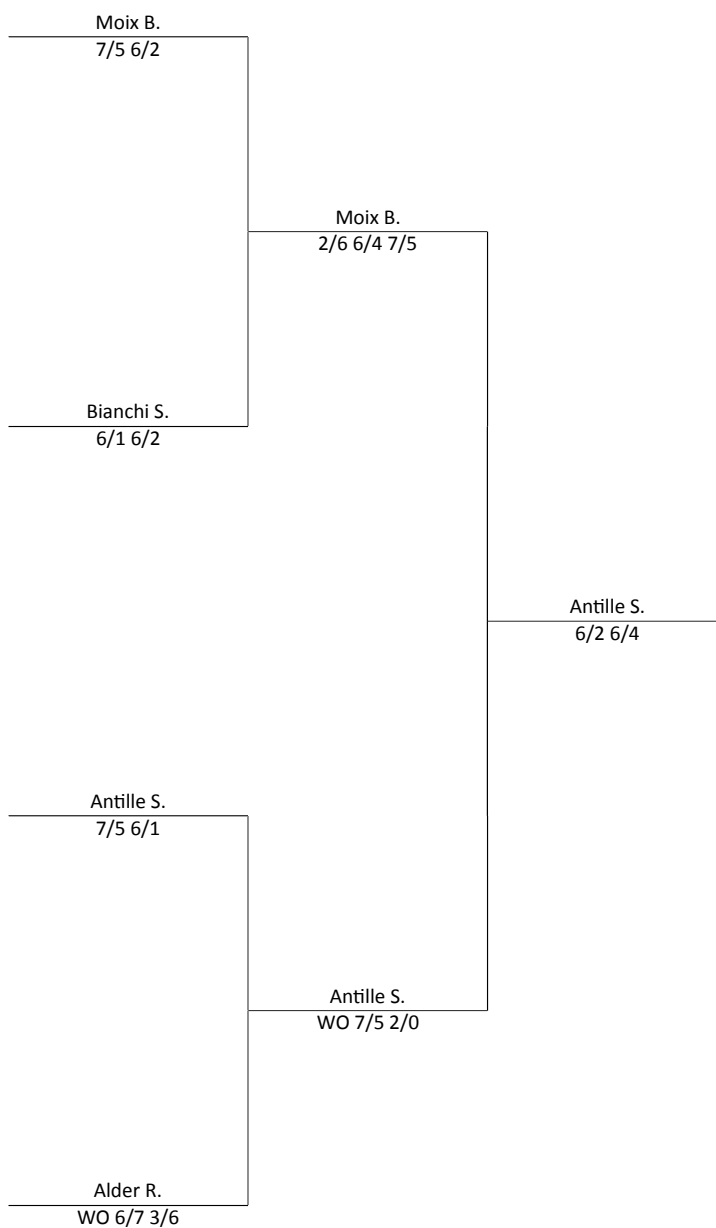 Moix B.
7/5 6/2
Moix B.
2/6 6/4 7/5
Bianchi S.
6/1 6/2
Antille S.
6/2 6/4
Antille S.
7/5 6/1
Antille S.
WO 7/5 2/0
Alder R.
WO 6/7 3/6